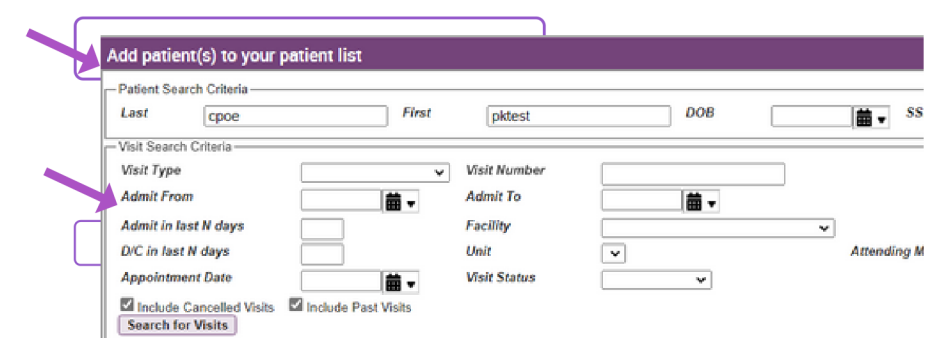 Add patient(s) to your patient list
Patient Search Criteria
Last cpoe First pktest DOB SS
Visit Search Criteria
Visit Type Visit Number
Admit From Admit To
Admit in last N days Facility
D/C in last N days Unit Attending M
Appointment Date Visit Status
Include Cancelled Visits Include Past Visits
Search for Visits